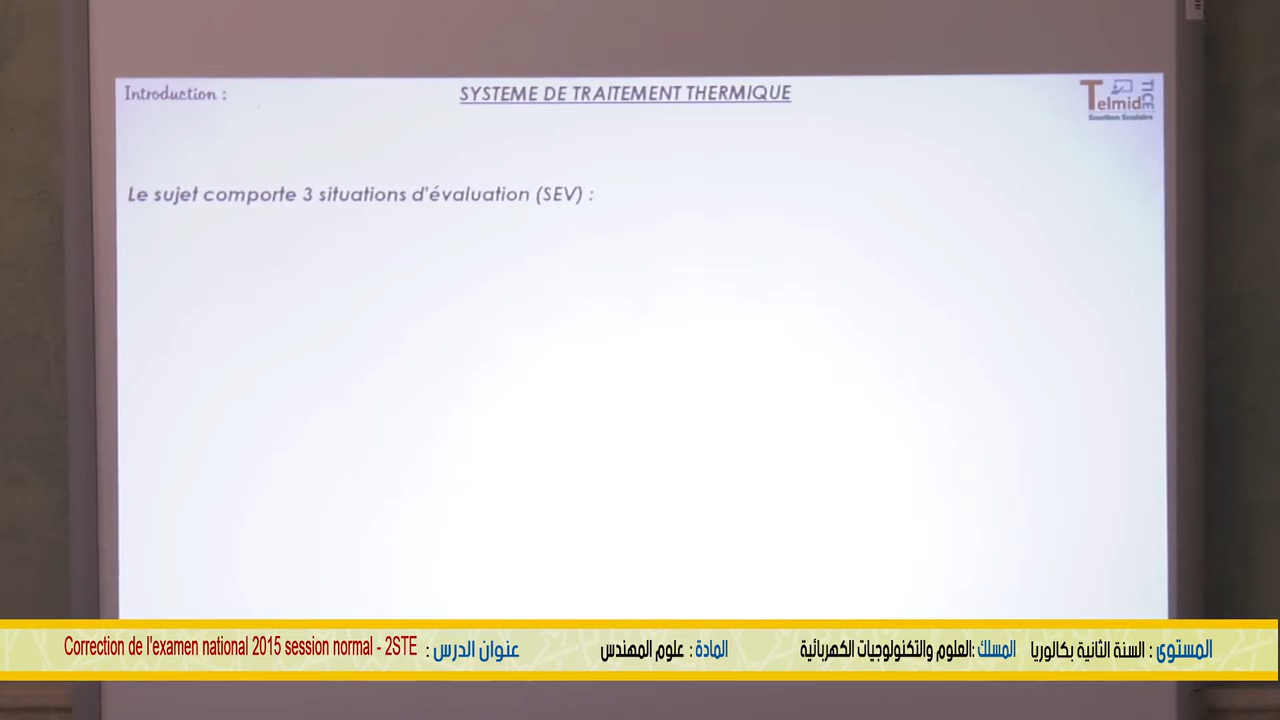 Introduction :
SYSTEME DE TRAITEMENT THERMIQUE
Telmid TICE
Soutien Scolaire
Le sujet comporte 3 situations d'évaluation (SEV) :
المستوى : السنة الثانية بكالوريا
المسلك :العلوم والتكنولوجيات الكهربائية
المادة : علوم المهندس
عنوان الدرس : Correction de l'examen national 2015 session normal - 2STE